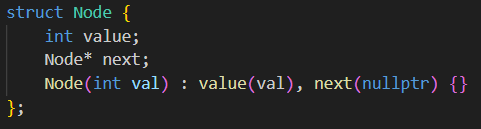 struct Node {
    int value;
    Node* next;
    Node(int val) : value(val), next(nullptr) {}
};